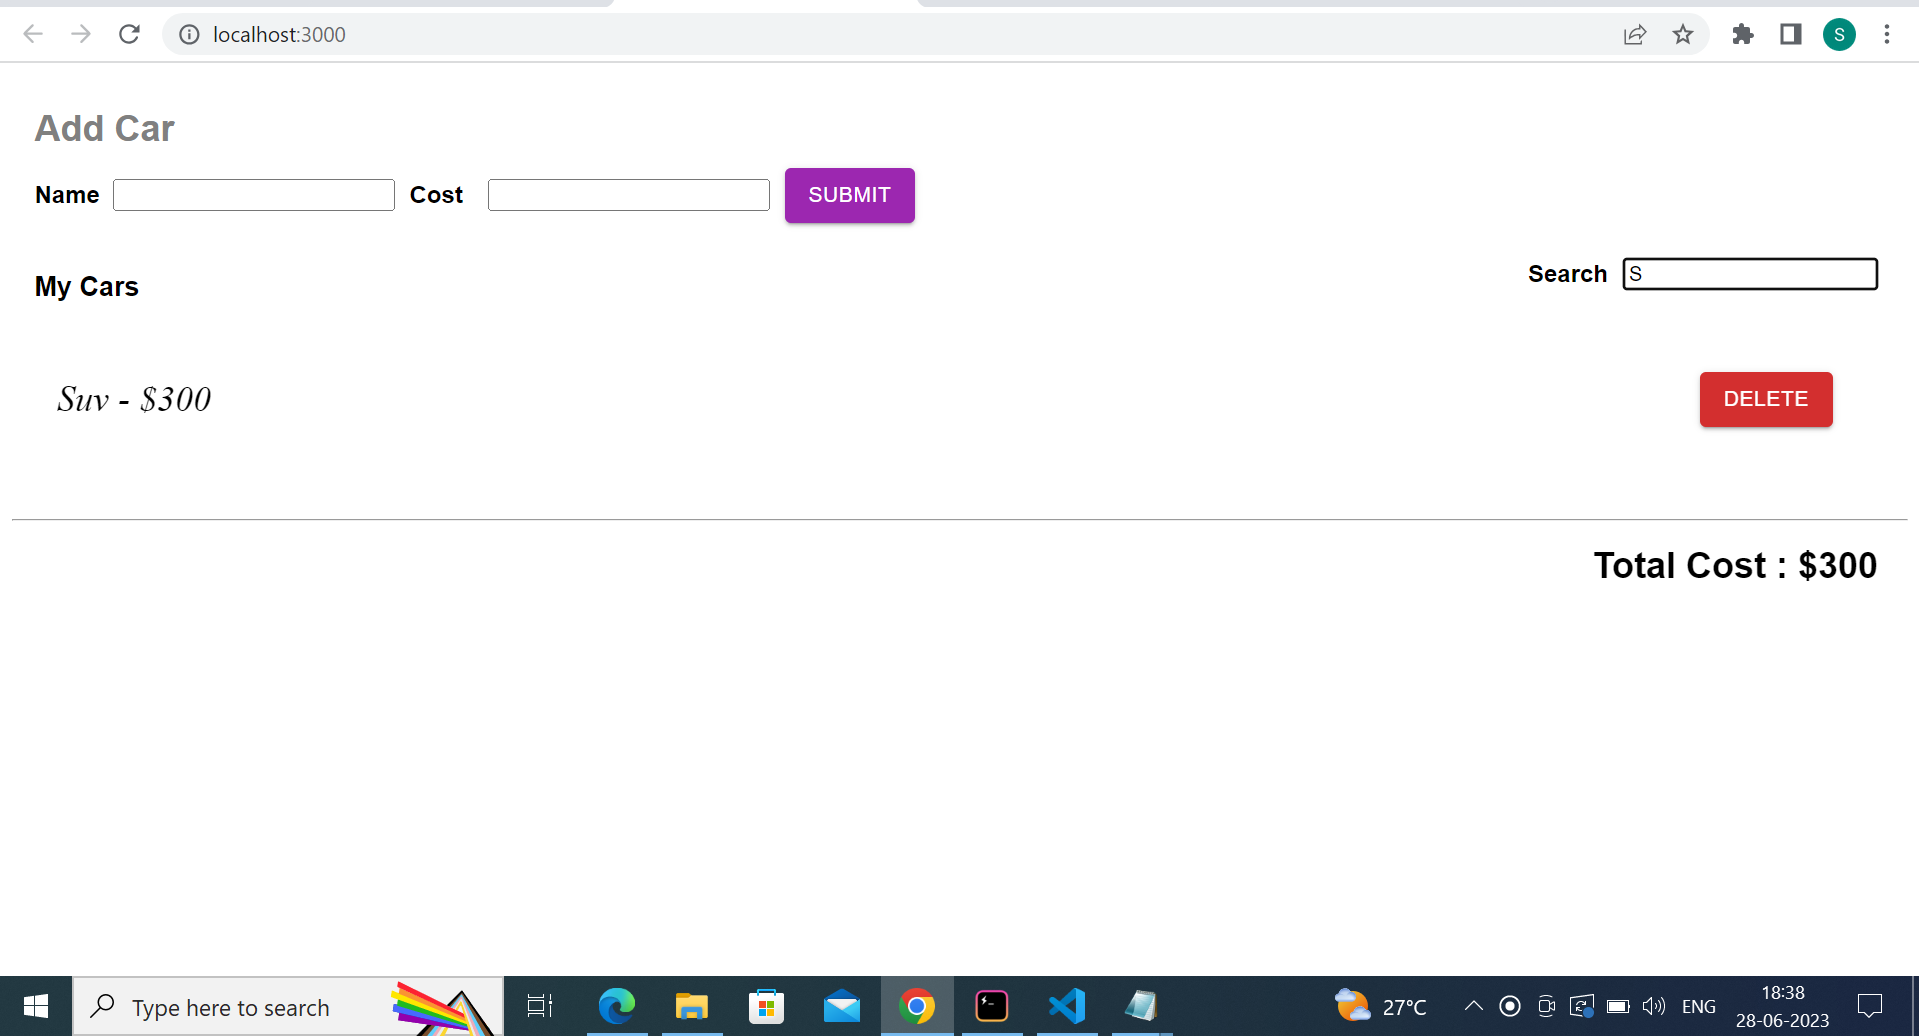 localhost:3000
S
Add Car
Name Cost SUBMIT
My Cars
Search S
Suv - $300 DELETE
Total Cost : $300
Type here to search
27°C ENG
18:38
28-06-2023